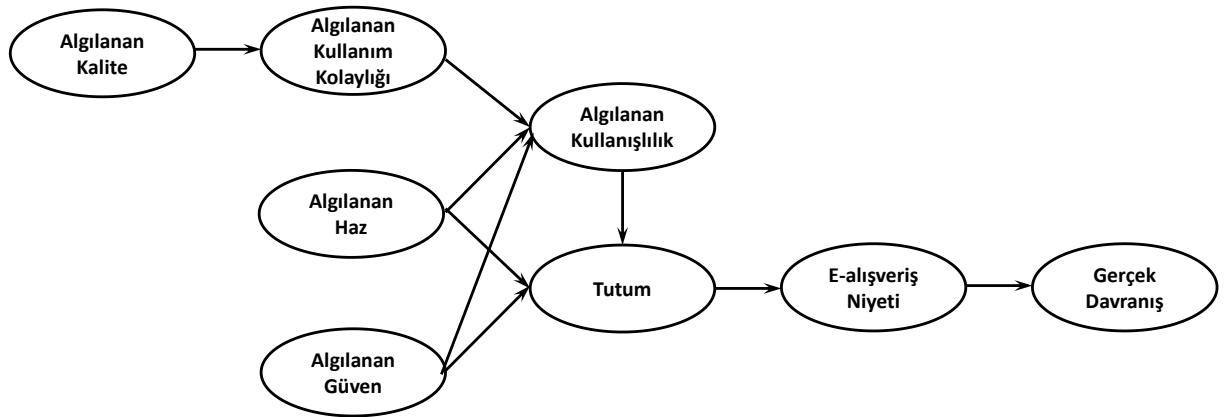 Algılanan
Kalite
Algılanan
Kullanım
Kolaylığı
Algılanan
Kullanışlılık
Algılanan
Haz
Tutum
E-alışveriş
Niyeti
Gerçek
Davranış
Algılanan
Güven